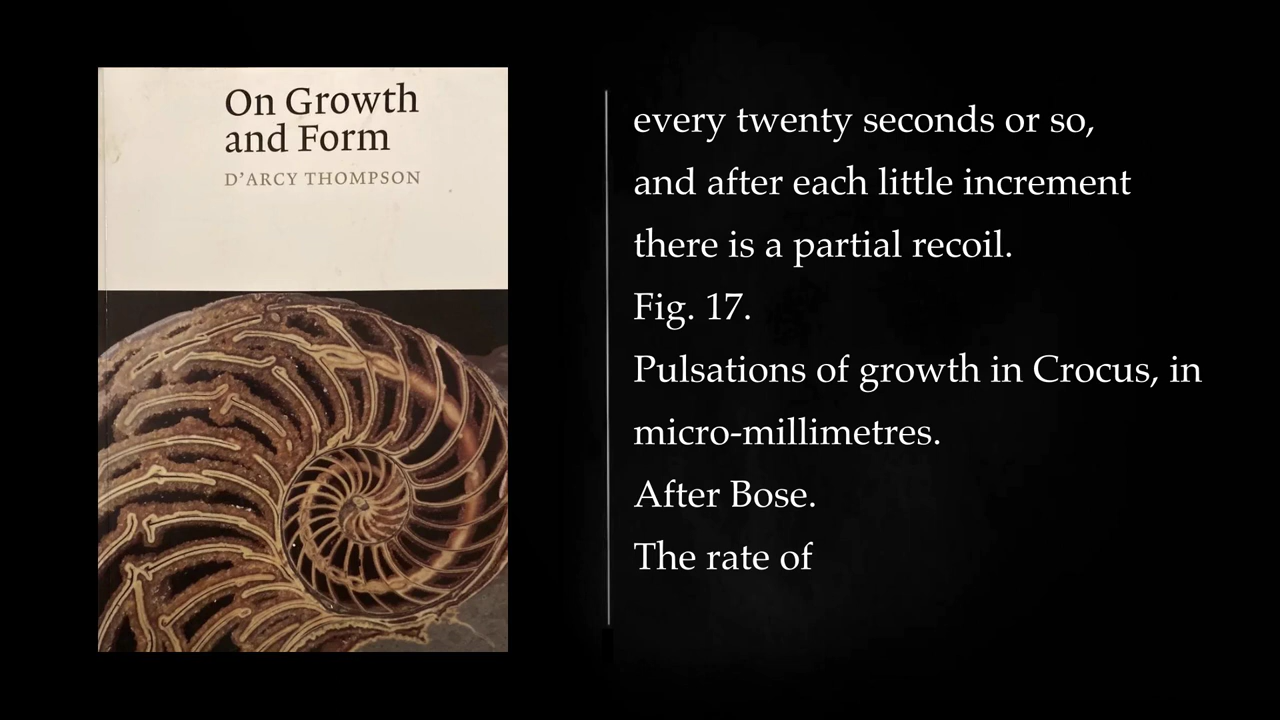 On Growth
and Form
D'ARCY THOMPSON
every twenty seconds or so,
and after each little increment
there is a partial recoil.
Fig. 17.
Pulsations of growth in Crocus, in
micro-millimetres.
After Bose.
The rate of